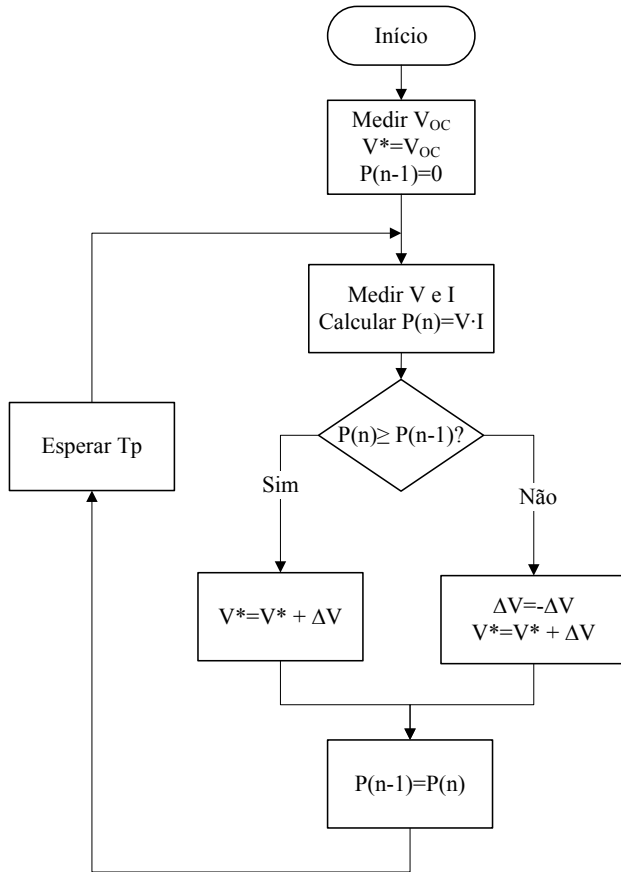 Início
Medir V_OC
V*=V_OC
P(n-1)=0
Medir V e I
Calcular P(n)=V·I
P(n)≥ P(n-1)?
Esperar Tp
Sim
Não
V*=V* + ΔV
ΔV=-ΔV
V*=V* + ΔV
P(n-1)=P(n)